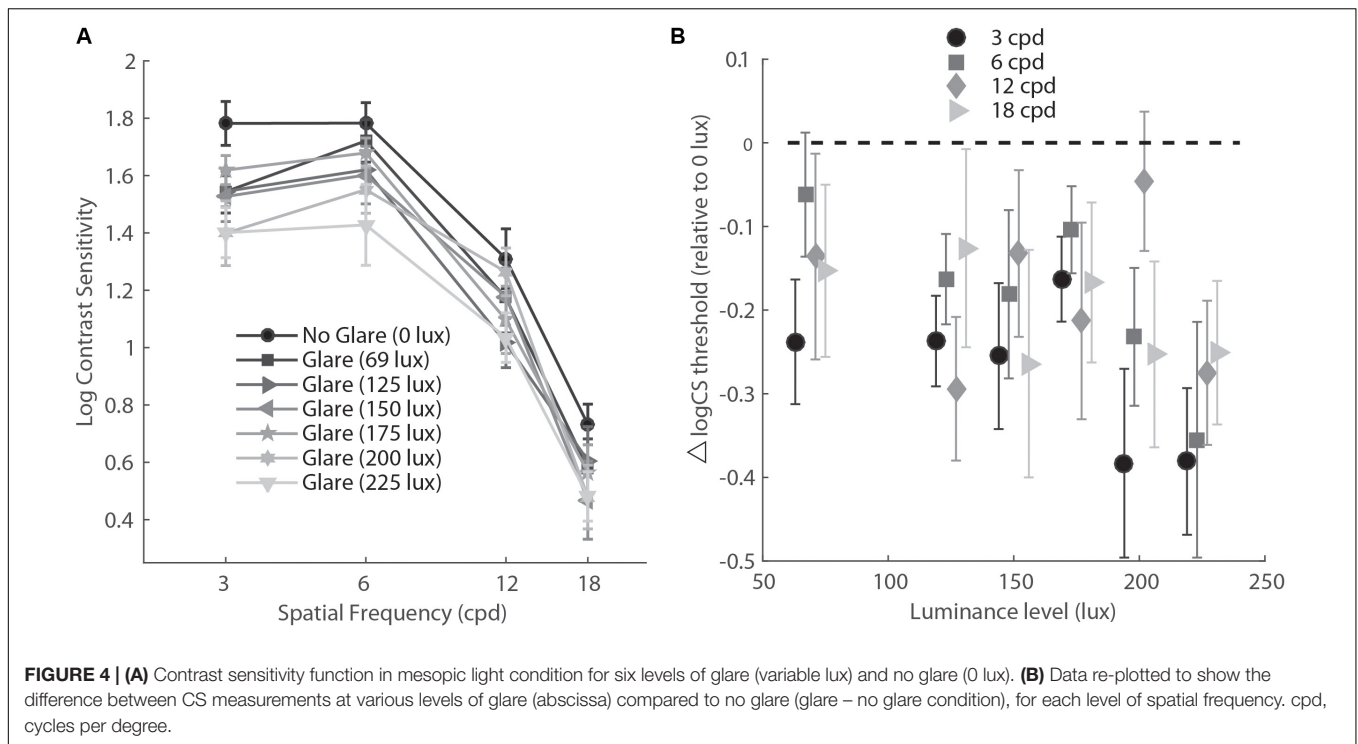 A
2
1.8
1.6
1.4
1.2
1
0.8
0.6
0.4
Log Contrast Sensitivity
No Glare (0 lux)
Glare (69 lux)
Glare (125 lux)
Glare (150 lux)
Glare (175 lux)
Glare (200 lux)
Glare (225 lux)
3 6 12 18
Spatial Frequency (cpd)
B
3 cpd
6 cpd
12 cpd
18 cpd
0.1
0
-0.1
-0.2
-0.3
-0.4
-0.5
△ logCS threshold (relative to 0 lux)
50 100 150 200 250
Luminance level (lux)
FIGURE 4 | (A) Contrast sensitivity function in mesopic light condition for six levels of glare (variable lux) and no glare (0 lux). (B) Data re-plotted to show the
difference between CS measurements at various levels of glare (abscissa) compared to no glare (glare – no glare condition), for each level of spatial frequency. cpd,
cycles per degree.